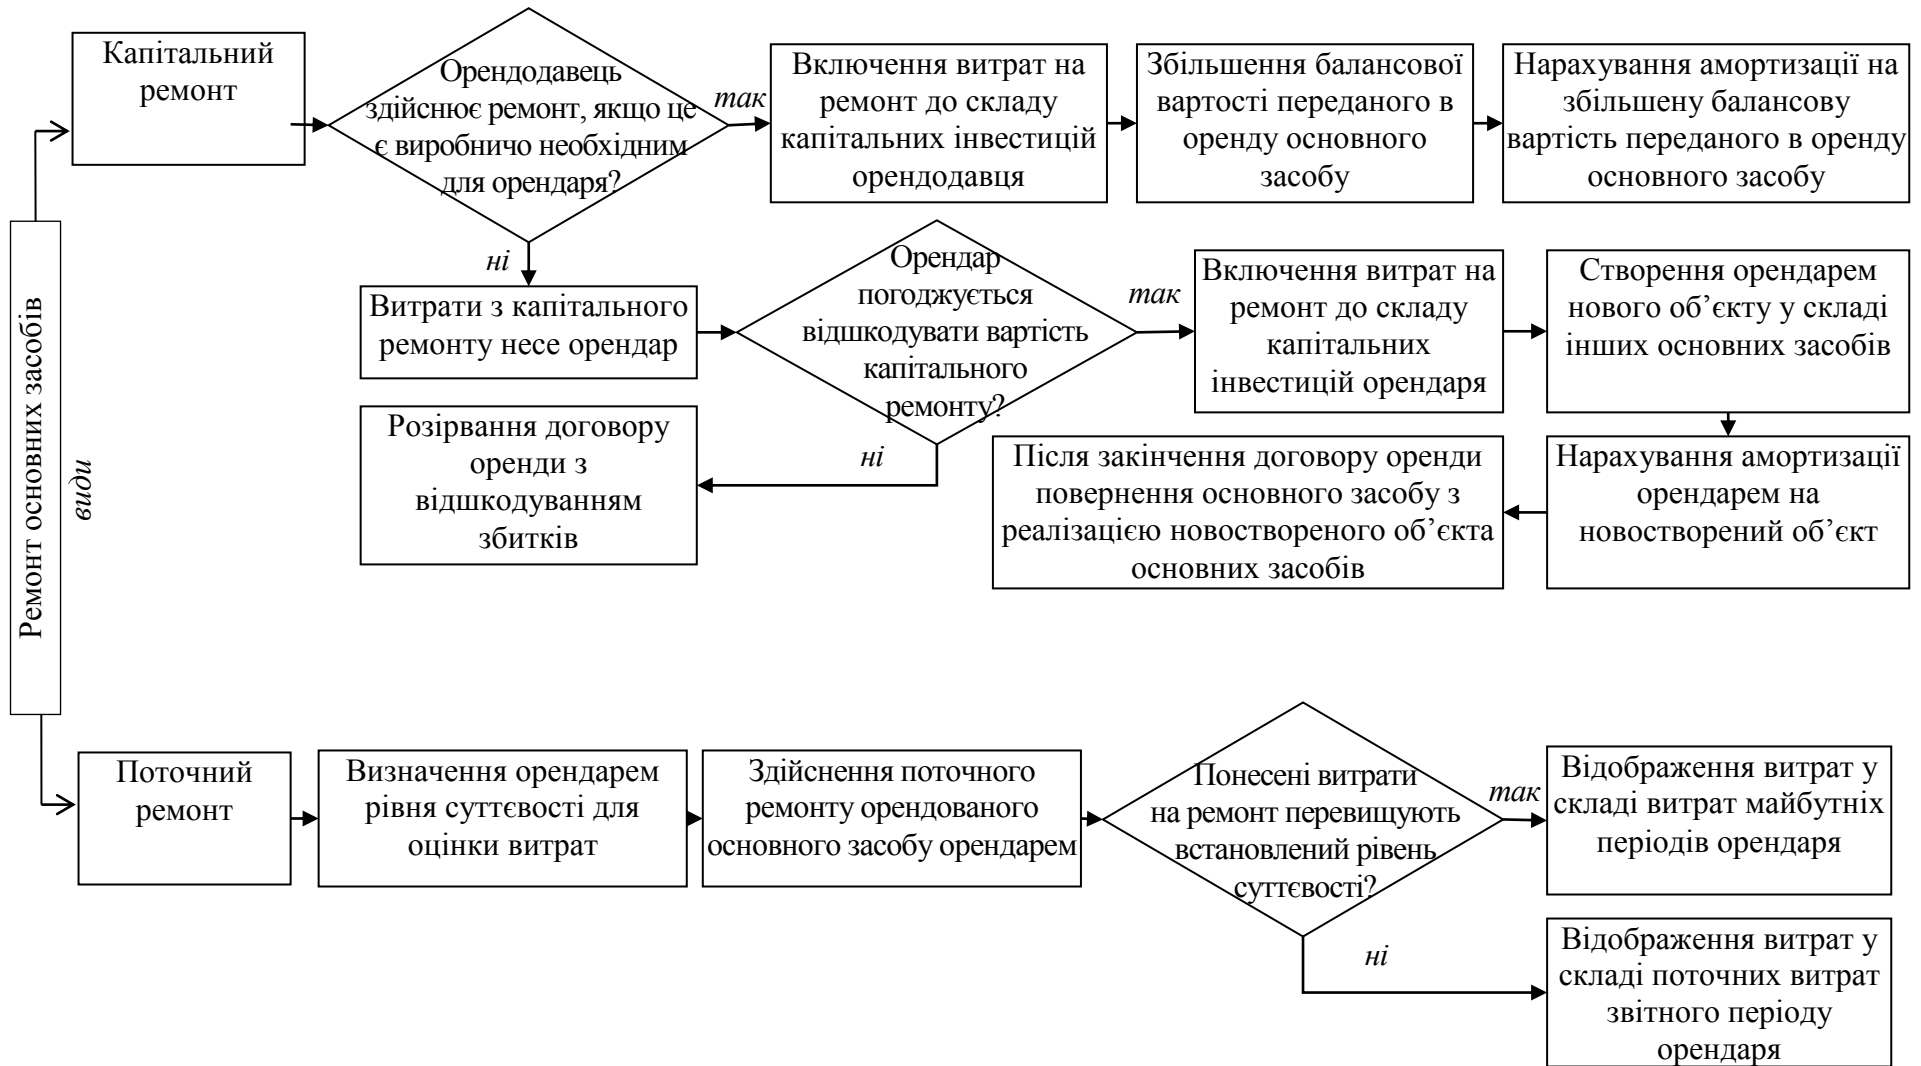 Ремонт основних засобів
види
Капітальний
ремонт
Орендодавець
здійснює ремонт, якщо це
є виробничо необхідним
для орендаря?
так
Включення витрат на
ремонт до складу
капітальних інвестицій
орендодавця
Збільшення балансової
вартості переданого в
оренду основного
засобу
Нарахування амортизації на
збільшену балансову
вартість переданого в оренду
основного засобу
ні
Витрати з капітального
ремонту несе орендар
Орендар
погоджується
відшкодувати вартість
капітального
ремонту?
так
Включення витрат на
ремонт до складу
капітальних
інвестицій орендаря
Створення орендарем
нового об’єкту у складі
інших основних засобів
Розірвання договору
оренди з
відшкодуванням
збитків
ні
Після закінчення договору оренди
повернення основного засобу з
реалізацією новоствореного об’єкта
основних засобів
Нарахування амортизації
орендарем на
новостворений об’єкт
Поточний
ремонт
Визначення орендарем
рівня суттєвості для
оцінки витрат
Здійснення поточного
ремонту орендованого
основного засобу орендарем
Понесені витрати
на ремонт перевищують
встановлений рівень
суттєвості?
так
Відображення витрат у
складі витрат майбутніх
періодів орендаря
ні
Відображення витрат у
складі поточних витрат
звітного періоду
орендаря